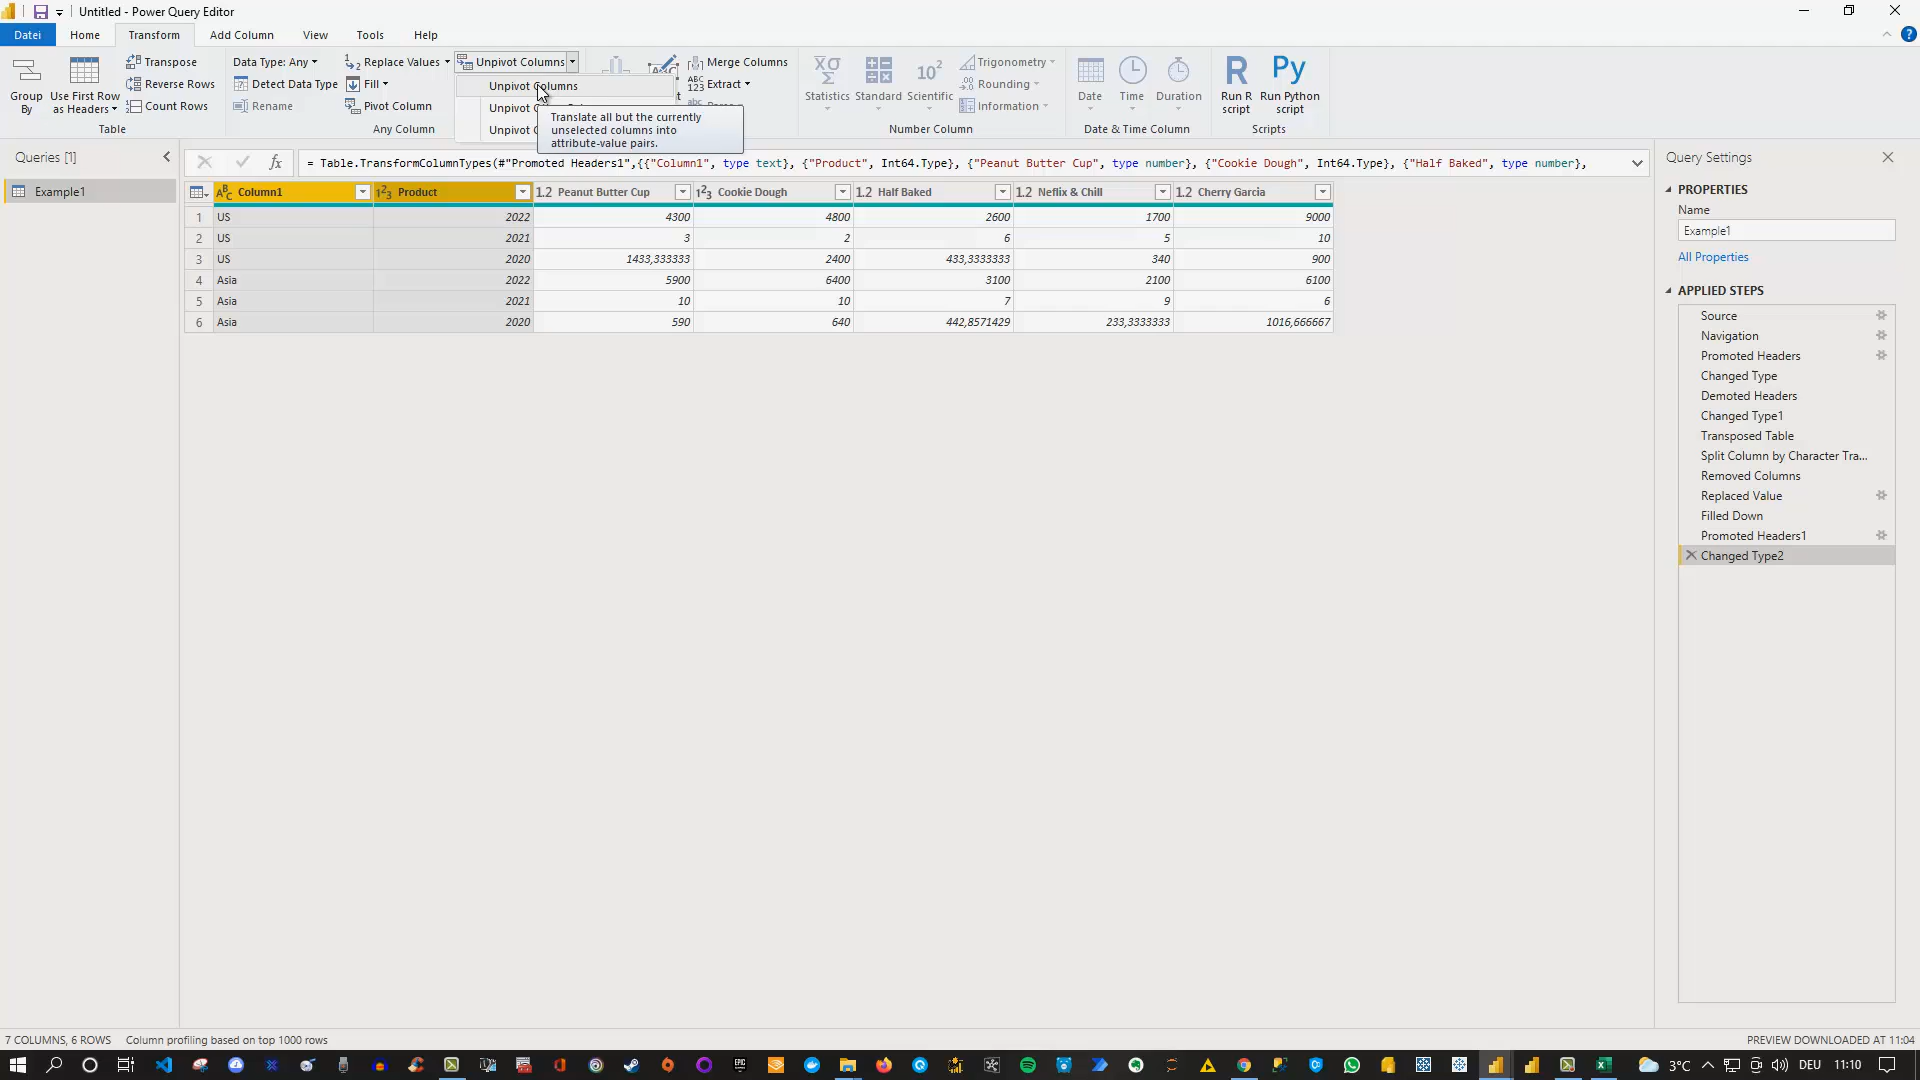 Untitled - Power Query Editor
Datei Home Transform Add Column View Tools Help
Group By
Use First Row as Headers
Transpose
Reverse Rows
Count Rows
Table
Data Type: Any
Detect Data Type
Rename
Replace Values
Fill
Pivot Column
Any Column
Unpivot Columns
Unpivot Columns
Unpivot
Unpivot
Translate all but the currently
unselected columns into
attribute-value pairs.
Merge Columns
Extract
Statistics
Standard
Scientific
Trigonometry
Rounding
Information
Number Column
Date
Time
Duration
Date & Time Column
Run R script
Run Python script
Scripts
Queries [1]
Example1
= Table.TransformColumnTypes(#"Promoted Headers1",{{"Column1", type text}, {"Product", Int64.Type}, {"Peanut Butter Cup", type number}, {"Cookie Dough", Int64.Type}, {"Half Baked", type number},
Column1 Product Peanut Butter Cup Cookie Dough Half Baked Neflix & Chill Cherry Garcia
1 US 2022 4300 4800 2600 1700 9000
2 US 2021 3 2 6 5 10
3 US 2020 1433,333333 2400 433,3333333 340 900
4 Asia 2022 5900 6400 3100 2100 6100
5 Asia 2021 10 10 7 9 6
6 Asia 2020 590 640 442,8571429 233,3333333 1016,666667
Query Settings
PROPERTIES
Name
Example1
All Properties
APPLIED STEPS
Source
Navigation
Promoted Headers
Changed Type
Demoted Headers
Changed Type1
Transposed Table
Split Column by Character Tra...
Removed Columns
Replaced Value
Filled Down
Promoted Headers1
Changed Type2
7 COLUMNS, 6 ROWS Column profiling based on top 1000 rows
PREVIEW DOWNLOADED AT 11:04
3°C DEU 11:10